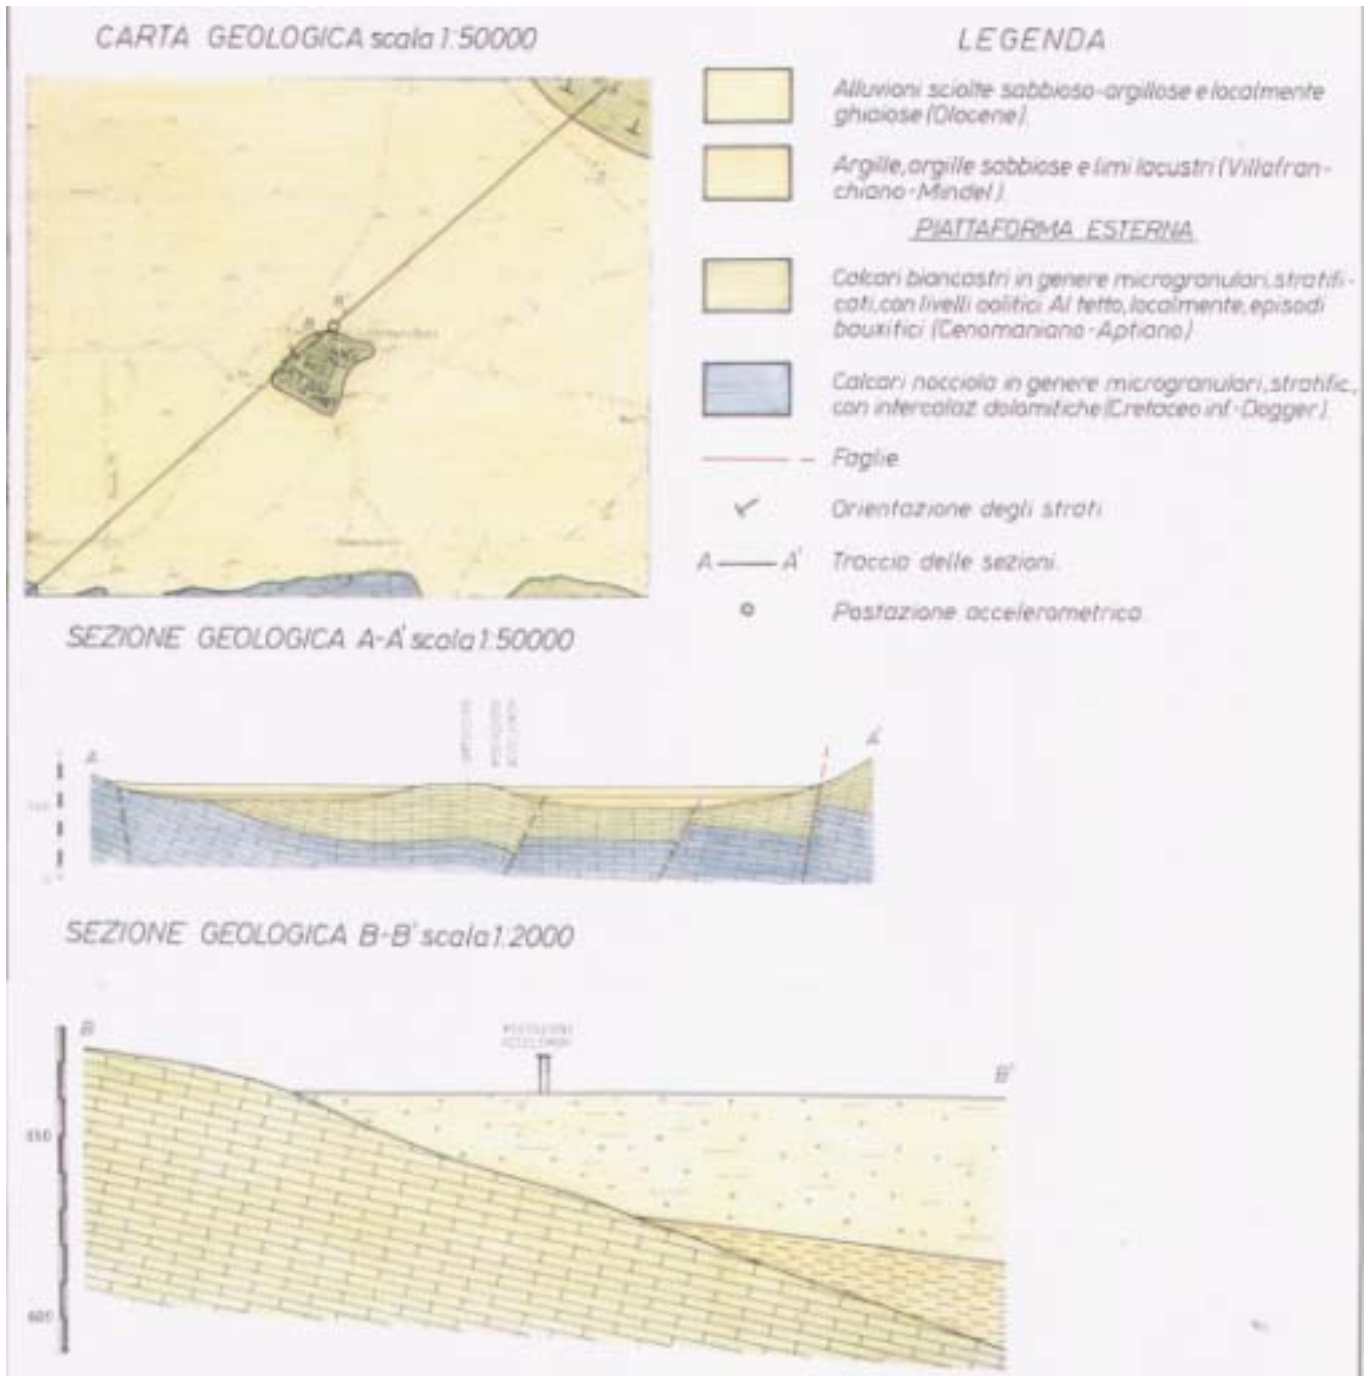 CARTA GEOLOGICA scala 1:50000
LEGENDA
Alluvioni sciolte sabbioso-argillose e localmente
ghiaiose (Olocene).
Argille, argille sabbiose e limi lacustri (Villafran-
chiano-Mindel).
PIATTAFORMA ESTERNA
Calcari biancastri in genere microgranulari, stratifi-
cati, con livelli oolitici. Al tetto, localmente, episodi
bauxitici (Cenomaniano-Aptiano)
Calcari nocciola in genere microgranulari, stratific.,
con intercalaz. dolomitiche (Cretaceo inf.-Dogger).
Faglie
Orientazione degli strati
A A' Traccia delle sezioni.
Postazione accelerometrica
B B'
SEZIONE GEOLOGICA A-A' scala 1:50000
A A'
SEZIONE GEOLOGICA B-B' scala 1:2000
B
B'
650
600